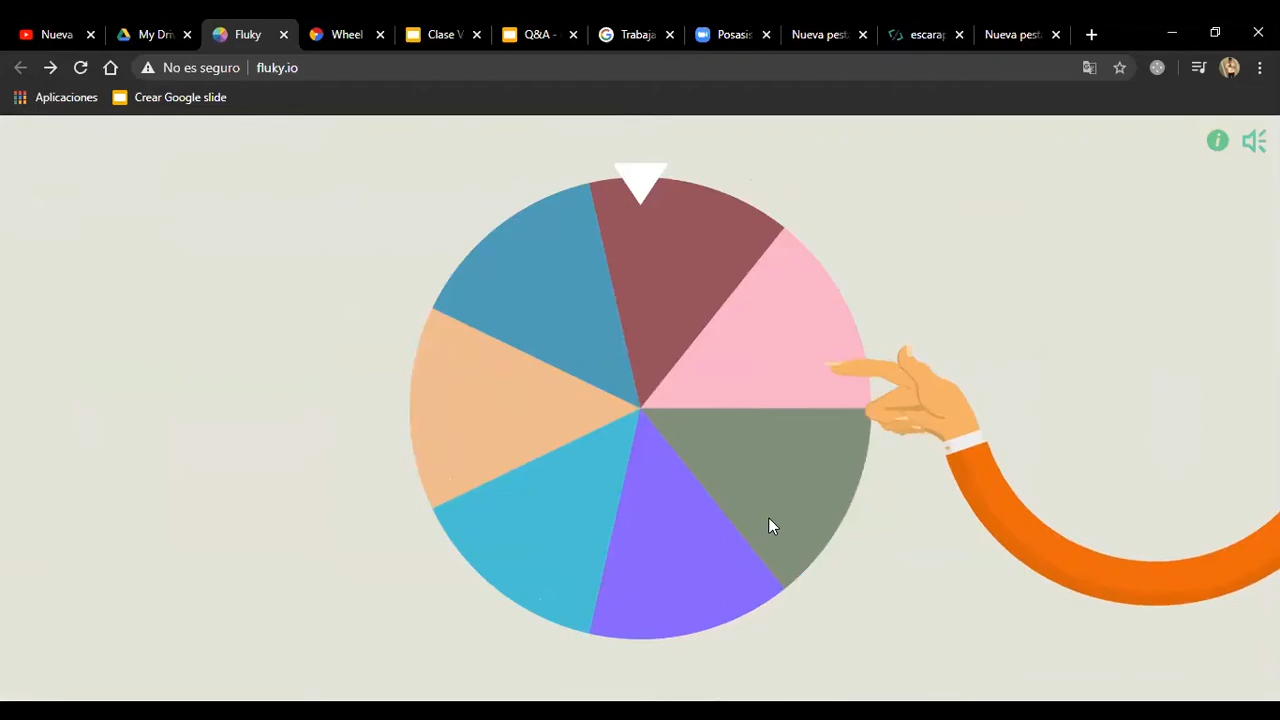 Nueva
My Driv
Fluky
Wheel
Clase V
Q&A -
Trabaja
Posasis
Nueva pest
escarap
Nueva pest
No es seguro
fluky.io
Aplicaciones
Crear Google slide